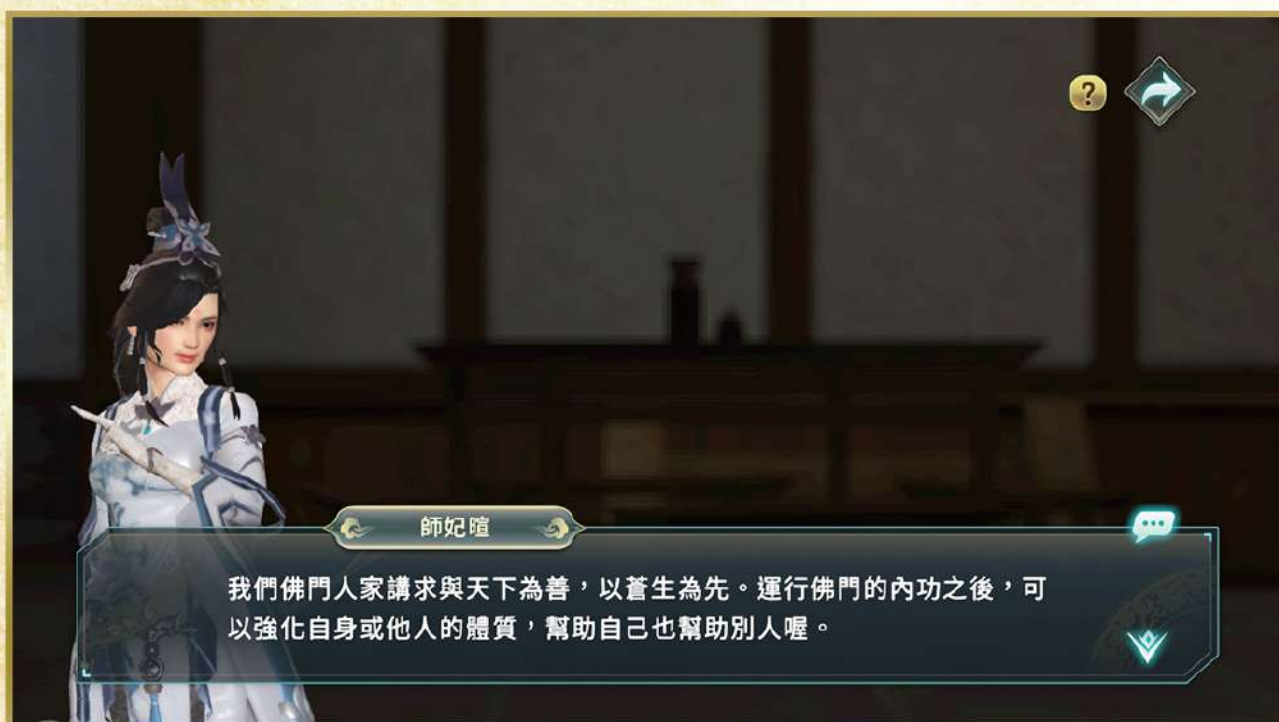 ?
師妃暄
我們佛門人家講求與天下為善，以蒼生為先。運行佛門的內功之後，可
以強化自身或他人的體質，幫助自己也幫助別人喔。